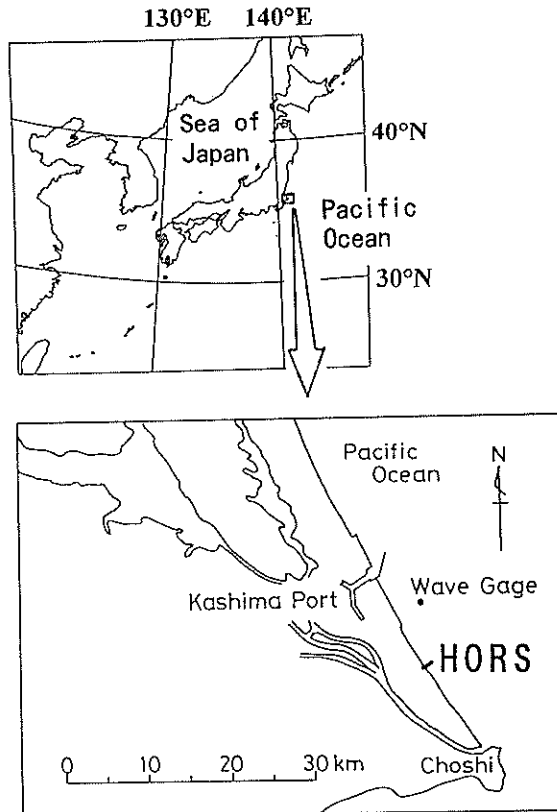 130°E 140°E
Sea of
Japan
40°N
Pacific
Ocean
30°N
Pacific
Ocean
N
Kashima Port
Wave Gage
HORS
0 10 20 30 km
Choshi